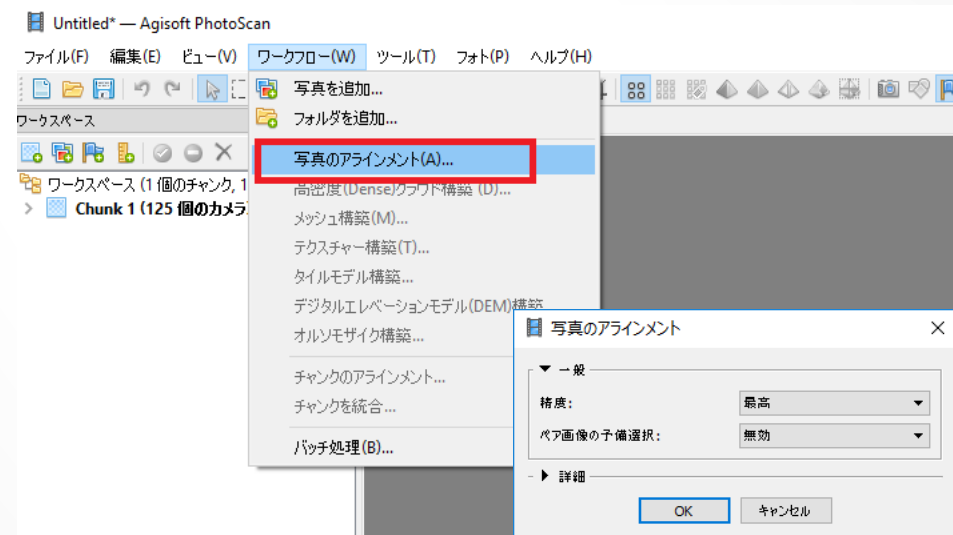 Untitled* — Agisoft PhotoScan
ファイル(F) 編集(E) ビュー(V) ワークフロー(W) ツール(T) フォト(P) ヘルプ(H)
写真を追加...
フォルダを追加...
ワークスペース
写真のアラインメント(A)...
ワークスペース (1 個のチャンク, 1
高密度(Dense)クラウド構築 (D)...
Chunk 1 (125 個のカメラ
メッシュ構築(M)...
テクスチャー構築(T)...
タイルモデル構築...
デジタルエレベーションモデル(DEM)構築
オルソモザイク構築...
チャンクのアラインメント...
チャンクを統合...
バッチ処理(B)...
写真のアラインメント
一般
精度:
最高
ペア画像の予備選択:
無効
詳細
OK
キャンセル